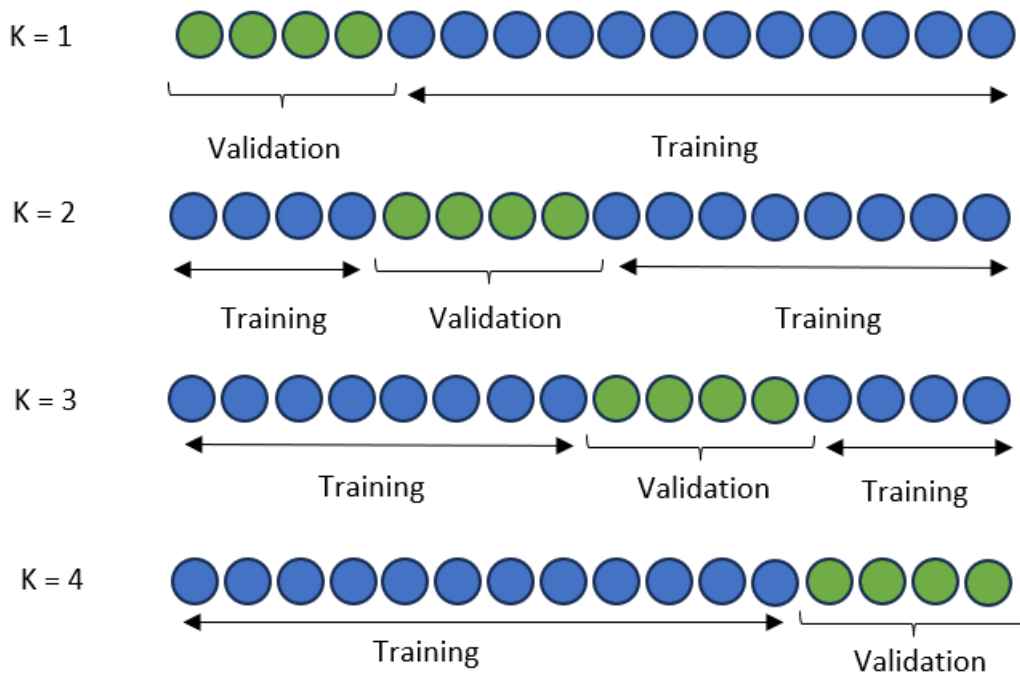 K = 1
Validation
Training
K = 2
Training
Validation
Training
K = 3
Training
Validation
Training
K = 4
Training
Validation